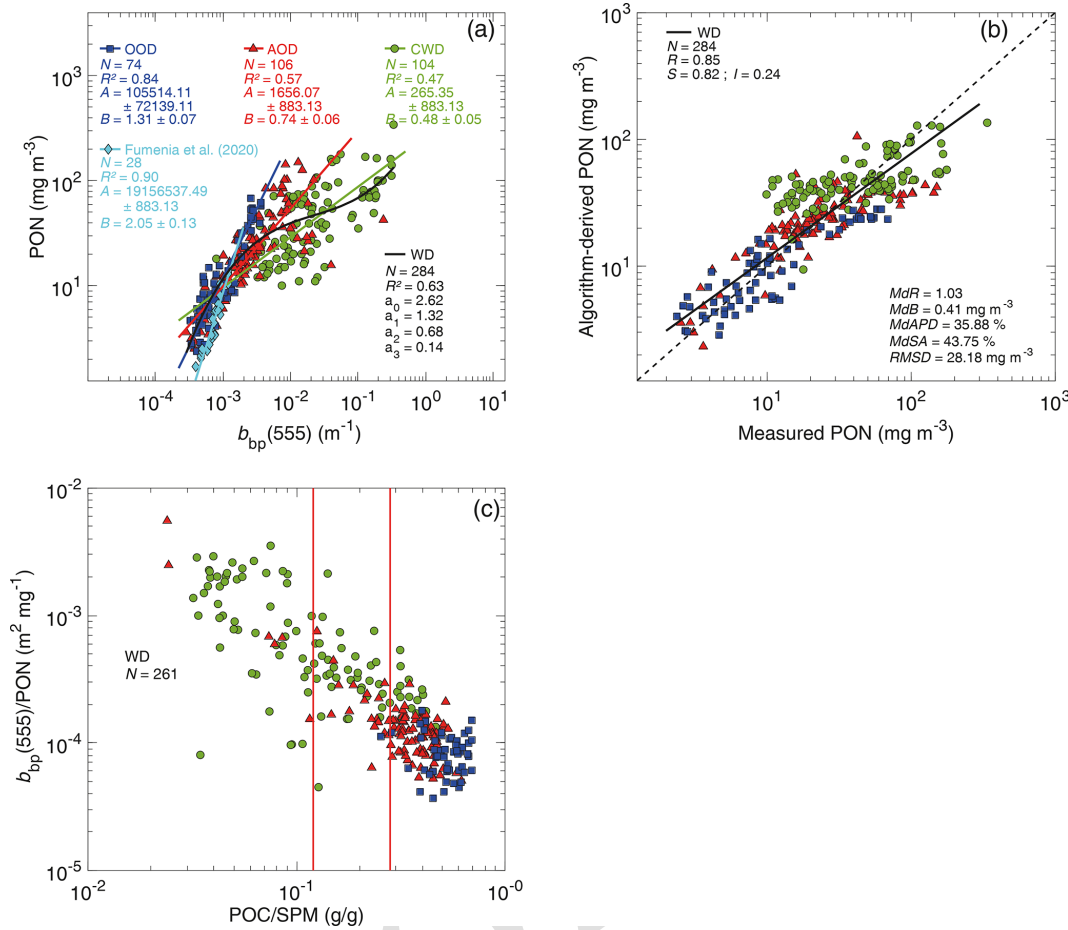 (a)
OOD
N = 74
R² = 0.84
A = 105514.11
± 72139.11
B = 1.31 ± 0.07
AOD
N = 106
R² = 0.57
A = 1656.07
± 883.13
B = 0.74 ± 0.06
CWD
N = 104
R² = 0.47
A = 265.35
± 883.13
B = 0.48 ± 0.05
Fumenia et al. (2020)
N = 28
R² = 0.90
A = 19156537.49
± 883.13
B = 2.05 ± 0.13
WD
N = 284
R² = 0.63
a₀ = 2.62
a₁ = 1.32
a₂ = 0.68
a₃ = 0.14
PON (mg m⁻³)
10³
10²
10¹
10⁻⁴ 10⁻³ 10⁻² 10⁻¹ 10⁰ 10¹
b_bp(555) (m⁻¹)
(b)
WD
N = 284
R = 0.85
S = 0.82 ; I = 0.24
MdR = 1.03
MdB = 0.41 mg m⁻³
MdAPD = 35.88 %
MdSA = 43.75 %
RMSD = 28.18 mg m⁻³
Algorithm-derived PON (mg m⁻³)
10³
10²
10¹
10¹ 10² 10³
Measured PON (mg m⁻³)
(c)
WD
N = 261
b_bp(555)/PON (m² mg⁻¹)
10⁻²
10⁻³
10⁻⁴
10⁻⁵
10⁻² 10⁻¹ 10⁻⁰
POC/SPM (g/g)